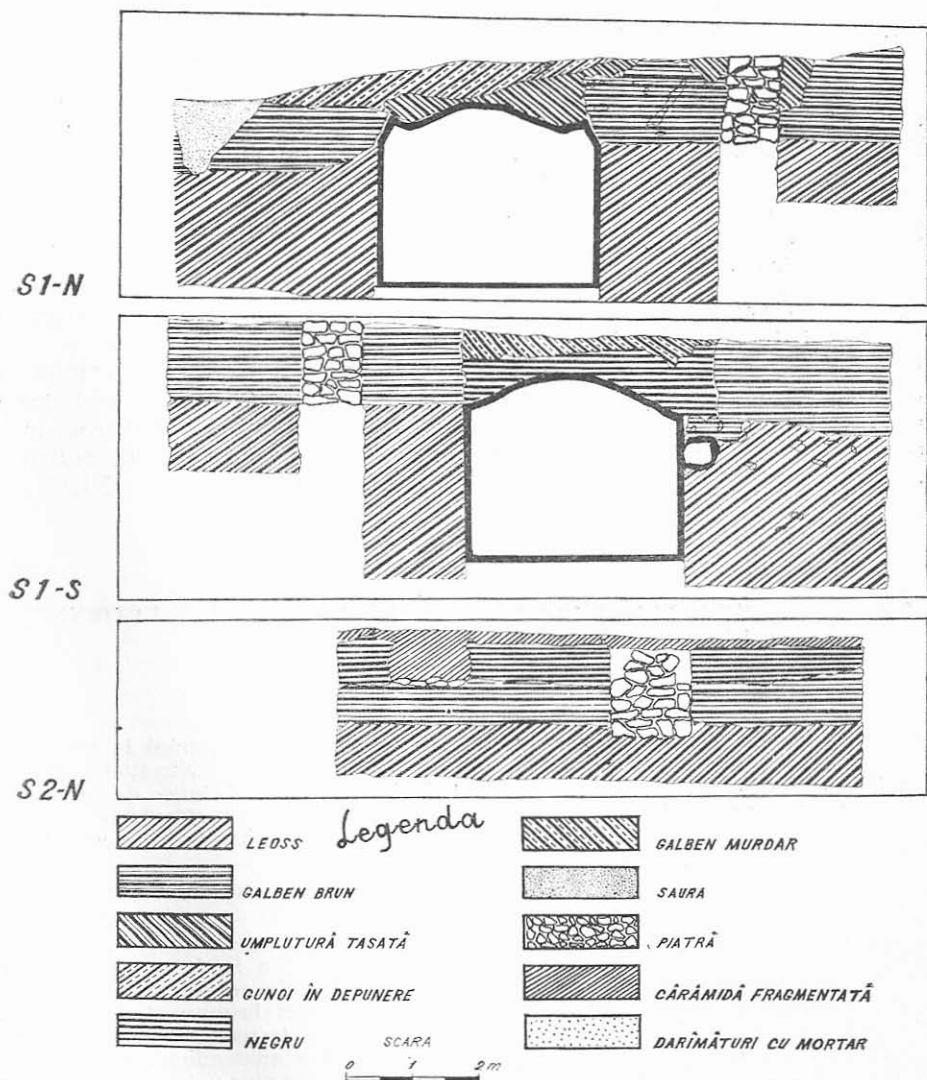 S1-N
S1-S
S2-N
Legenda
LEOSS
GALBEN BRUN
UMPLUTURĂ TASATĂ
GUNOI ÎN DEPUNERE
NEGRU
GALBEN MURDAR
SAURA
PIATRĂ
CĂRĂMIDĂ FRAGMENTATĂ
DARÎMĂTURI CU MORTAR
SCARA
0 1 2m